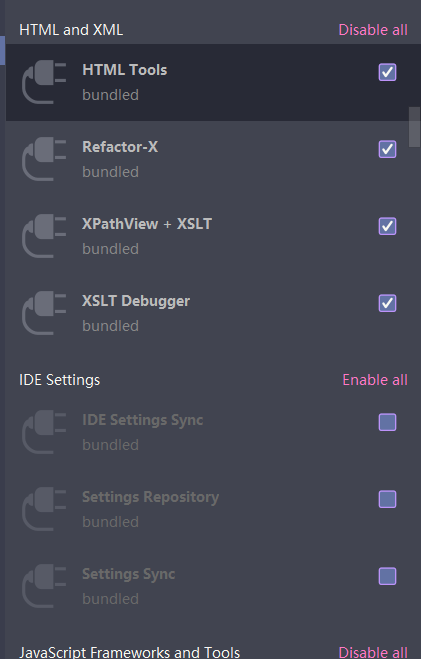 HTML and XML Disable all
HTML Tools
bundled
Refactor-X
bundled
XPathView + XSLT
bundled
XSLT Debugger
bundled
IDE Settings Enable all
IDE Settings Sync
bundled
Settings Repository
bundled
Settings Sync
bundled
JavaScript Frameworks and Tools Disable all